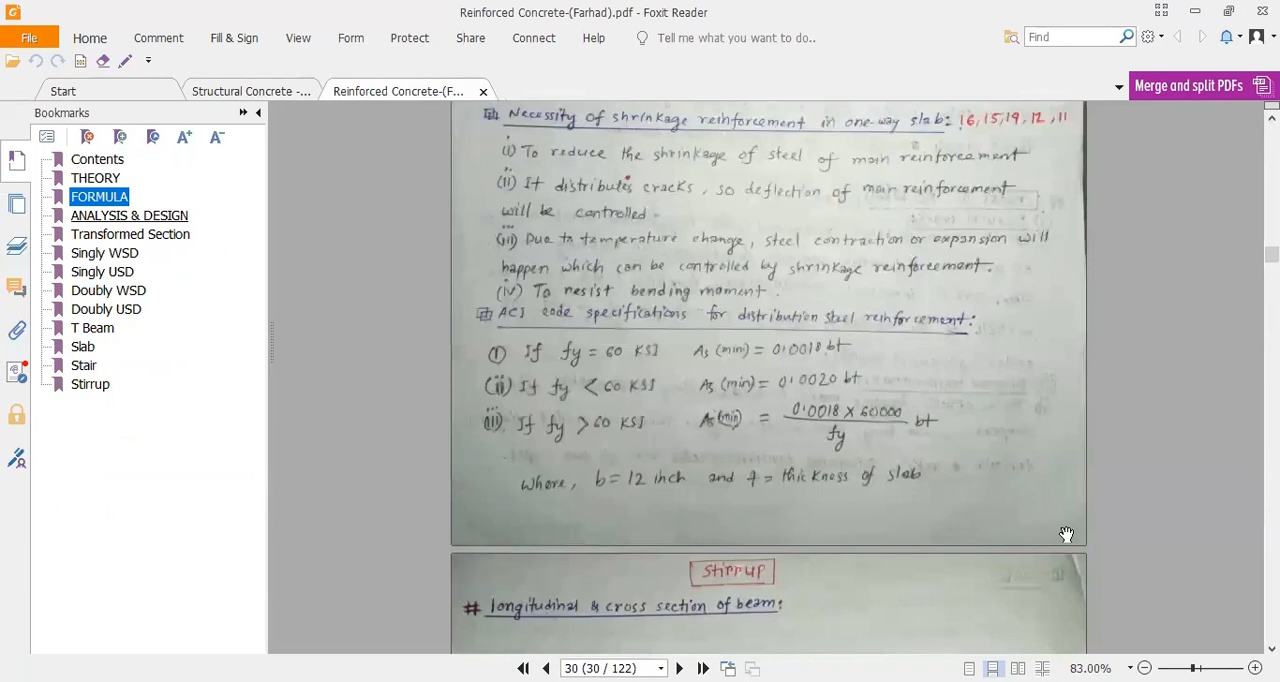 Reinforced Concrete-(Farhad).pdf - Foxit Reader
File Home Comment Fill & Sign View Form Protect Share Connect Help Tell me what you want to do.. Find
Start Structural Concrete -... Reinforced Concrete-(F... Merge and split PDFs
Bookmarks
Contents
THEORY
FORMULA
ANALYSIS & DESIGN
Transformed Section
Singly WSD
Singly USD
Doubly WSD
Doubly USD
T Beam
Slab
Stair
Stirrup
Necessity of shrinkage reinforcement in one-way slab: 16, 15, 14, 12, 11
(i) To reduce the shrinkage of steel of main reinforcement
(ii) It distributes cracks, so deflection of main reinforcement
will be controlled.
(iii) Due to temperature change, steel contraction or expansion will
happen which can be controlled by shrinkage reinforcement.
(iv) To resist bending moment.
ACI code specifications for distribution steel reinforcement:
(i) If fy = 60 KSI As (min) = 0.0018 bt
(ii) If fy < 60 KSI As (min) = 0.0020 bt
(iii) If fy > 60 KSI As (min) = 0.0018 × 60000 / fy bt
where, b = 12 inch and t = thickness of slab
Stirrup
# longitudinal & cross section of beam:
30 (30 / 122) 83.00%